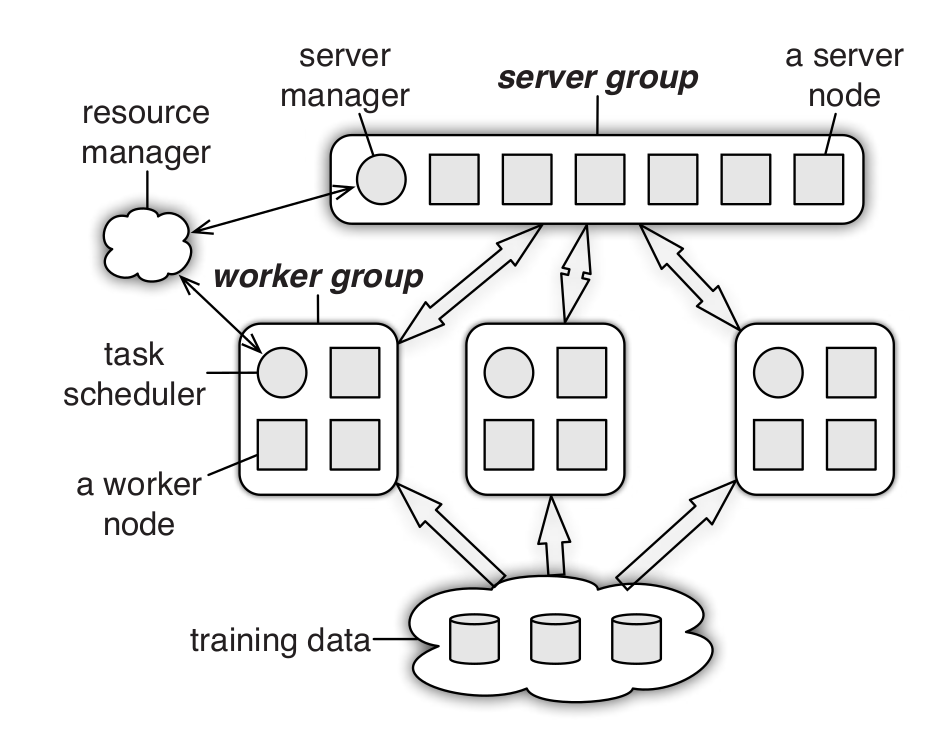 server
manager
server group
a server
node
resource
manager
worker group
task
scheduler
a worker
node
training data